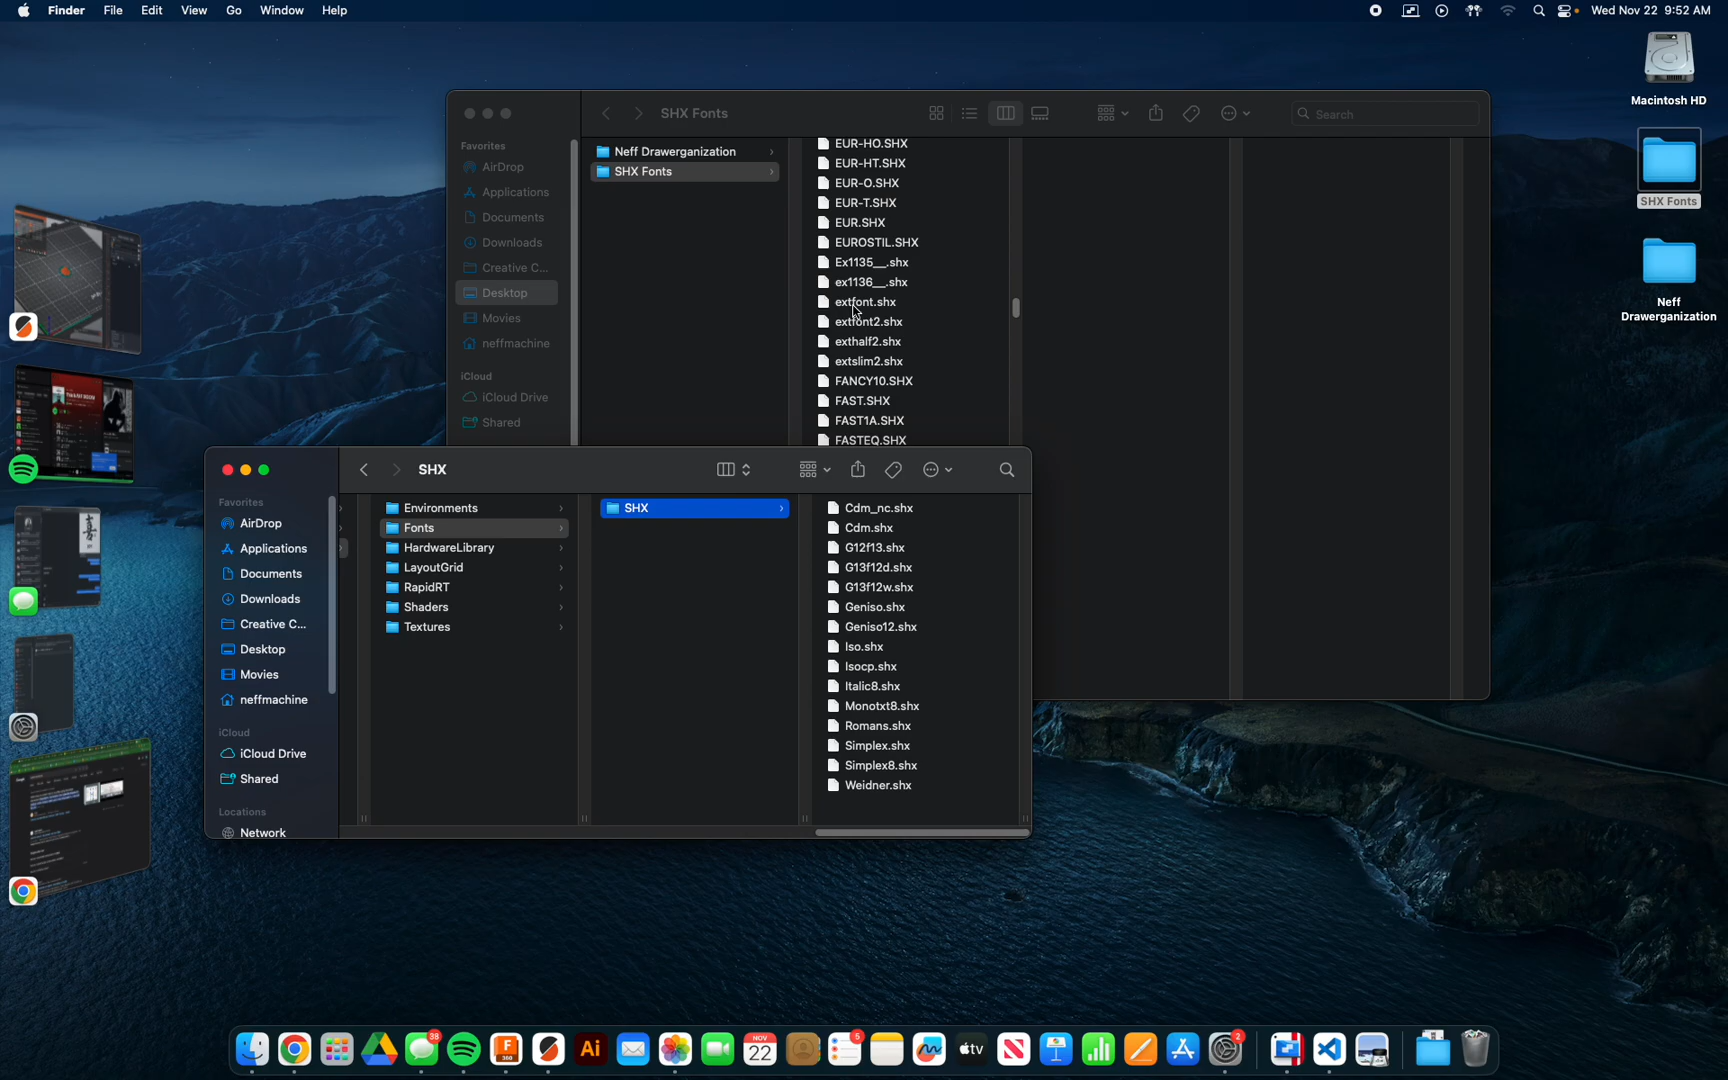 Finder File Edit View Go Window Help
Wed Nov 22 9:52 AM
Macintosh HD
SHX Fonts
Neff
Drawerganization
SHX Fonts
Search
Favorites
AirDrop
Applications
Documents
Downloads
Creative C...
Desktop
Movies
neffmachine
iCloud
iCloud Drive
Shared
Neff Drawerganization
SHX Fonts
EUR-HO.SHX
EUR-HT.SHX
EUR-O.SHX
EUR-T.SHX
EUR.SHX
EUROSTIL.SHX
Ex1135__.shx
ex1136__.shx
extfont.shx
extfont2.shx
exthalf2.shx
extslim2.shx
FANCY10.SHX
FAST.SHX
FAST1A.SHX
FASTEQ.SHX
SHX
Favorites
AirDrop
Applications
Documents
Downloads
Creative C...
Desktop
Movies
neffmachine
iCloud
iCloud Drive
Shared
Locations
Network
Environments
Fonts
HardwareLibrary
LayoutGrid
RapidRT
Shaders
Textures
SHX
Cdm_nc.shx
Cdm.shx
G12f13.shx
G13f12d.shx
G13f12w.shx
Geniso.shx
Geniso12.shx
Iso.shx
Isocp.shx
Italic8.shx
Monotxt8.shx
Romans.shx
Simplex.shx
Simplex8.shx
Weidner.shx
39
F
360
Ai
NOV
22
5
tv
2